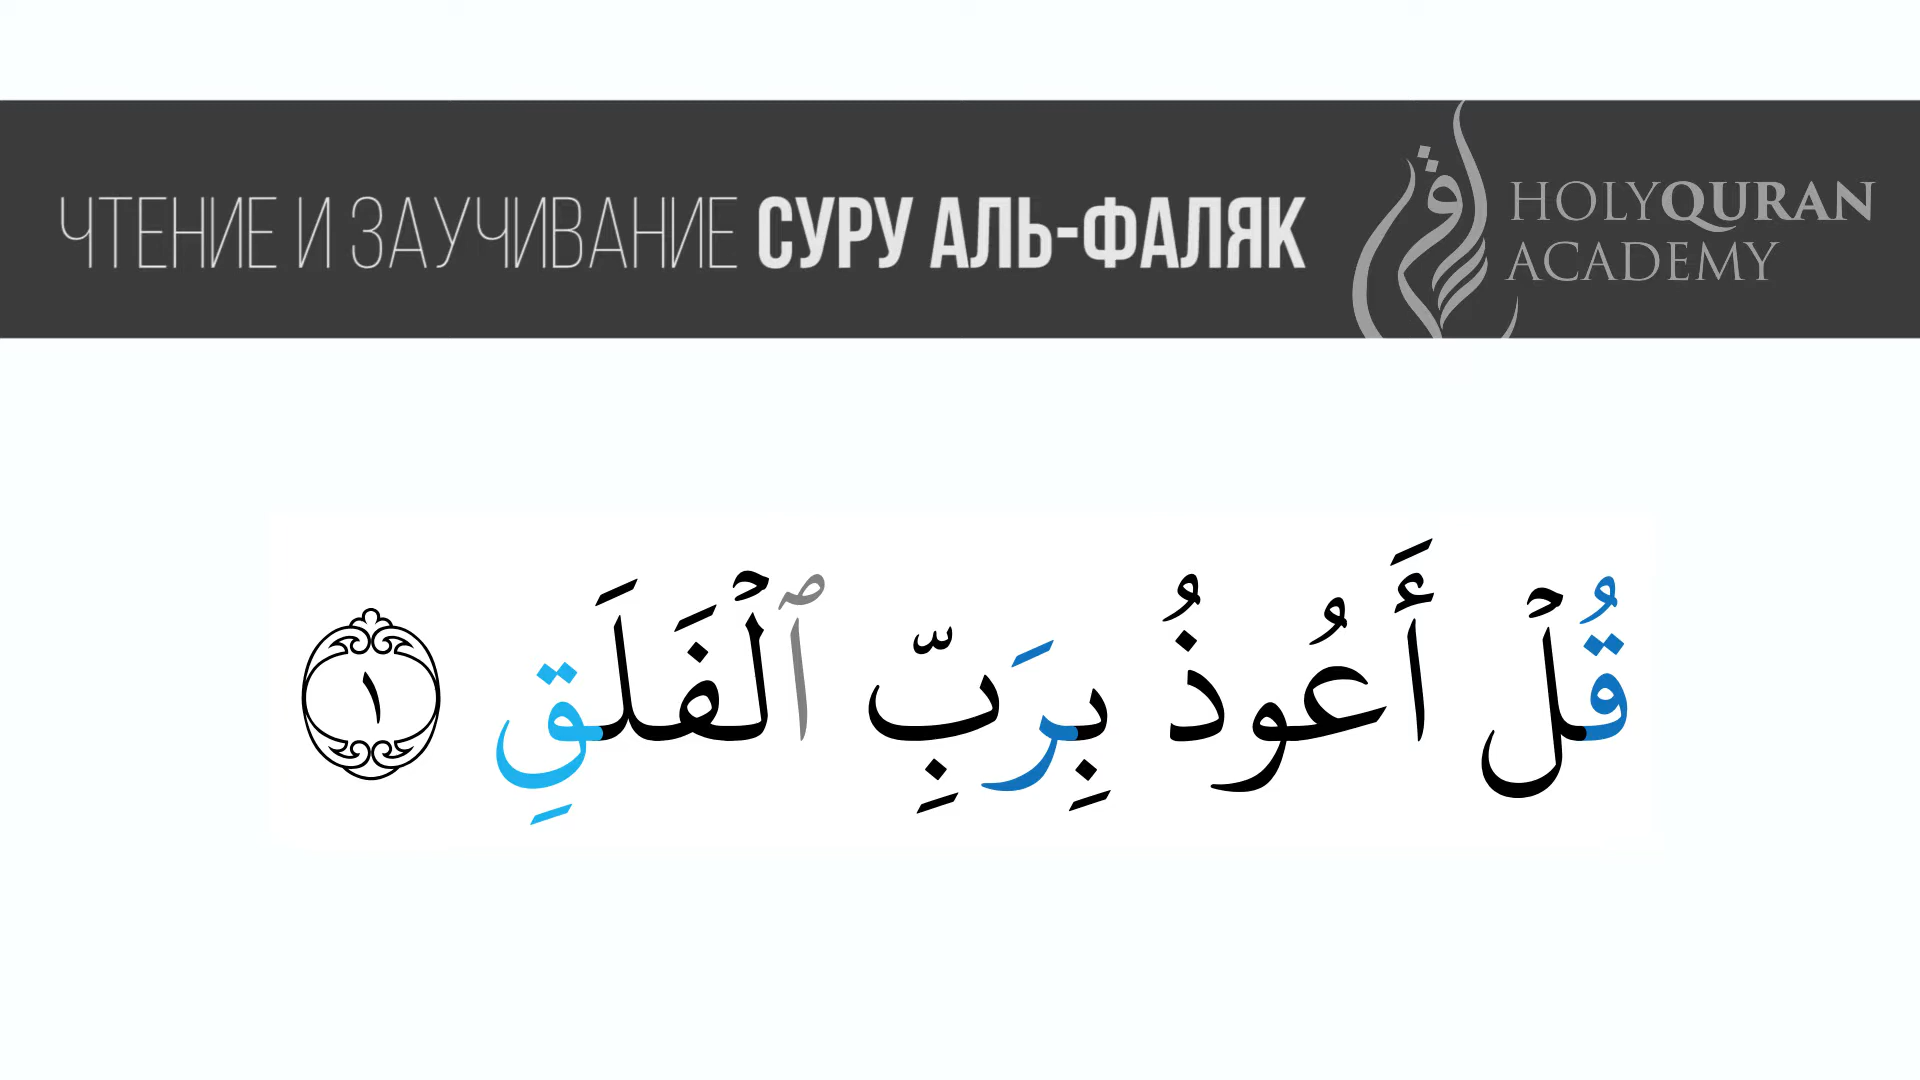 ЧТЕНИЕ И ЗАУЧИВАНИЕ СУРУ АЛЬ-ФАЛЯК
HOLYQURAN
ACADEMY
قُلۡ أَعُوذُ بِرَبِّ ٱلۡفَلَقِ ١